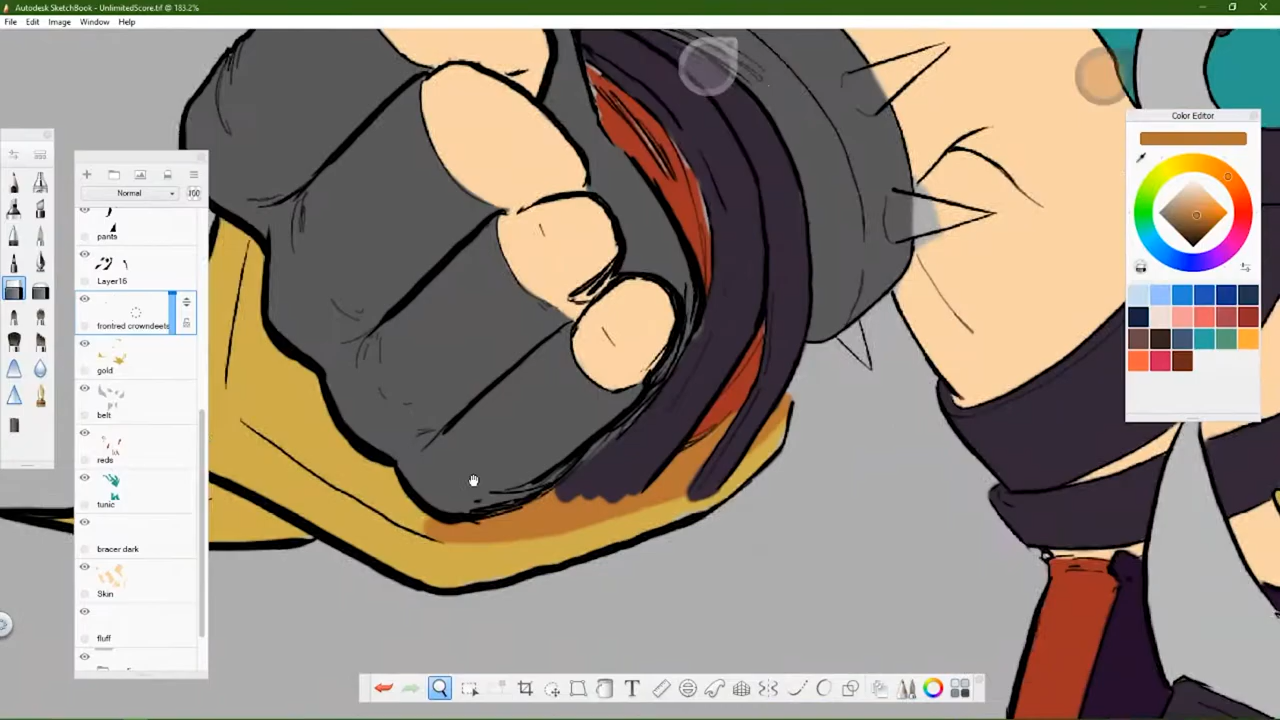 Autodesk SketchBook - UnlimitedScore.tif @ 183.2%
File Edit Image Window Help
Color Editor
Normal
100
pants
Layer16
frontred crowndeets
gold
belt
reds
tunic
bracer dark
Skin
fluff